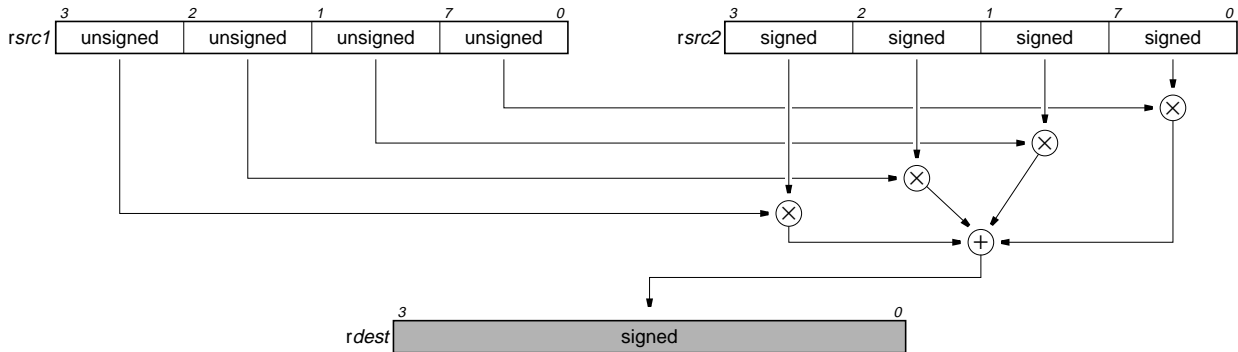 3 2 1 7 0 3 2 1 7 0
rsrc1 unsigned unsigned unsigned unsigned rsrc2 signed signed signed signed
3 0
rdest signed